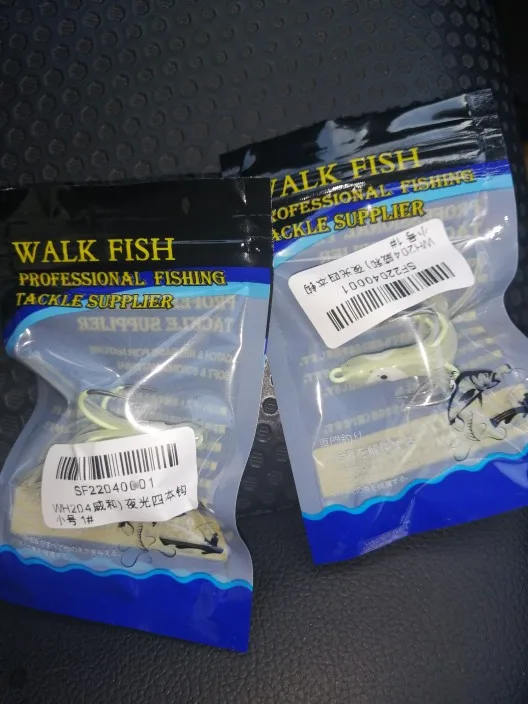 WALK FISH
PROFESSIONAL FISHING
TACKLE SUPPLIER
SF22040001
WH204(威和)夜光四本钩
小号 1#
WALK FISH
PROFESSIONAL FISHING
TACKLE SUPPLIER
SF22040001
WH204(威和)夜光四本钩
小号 1#